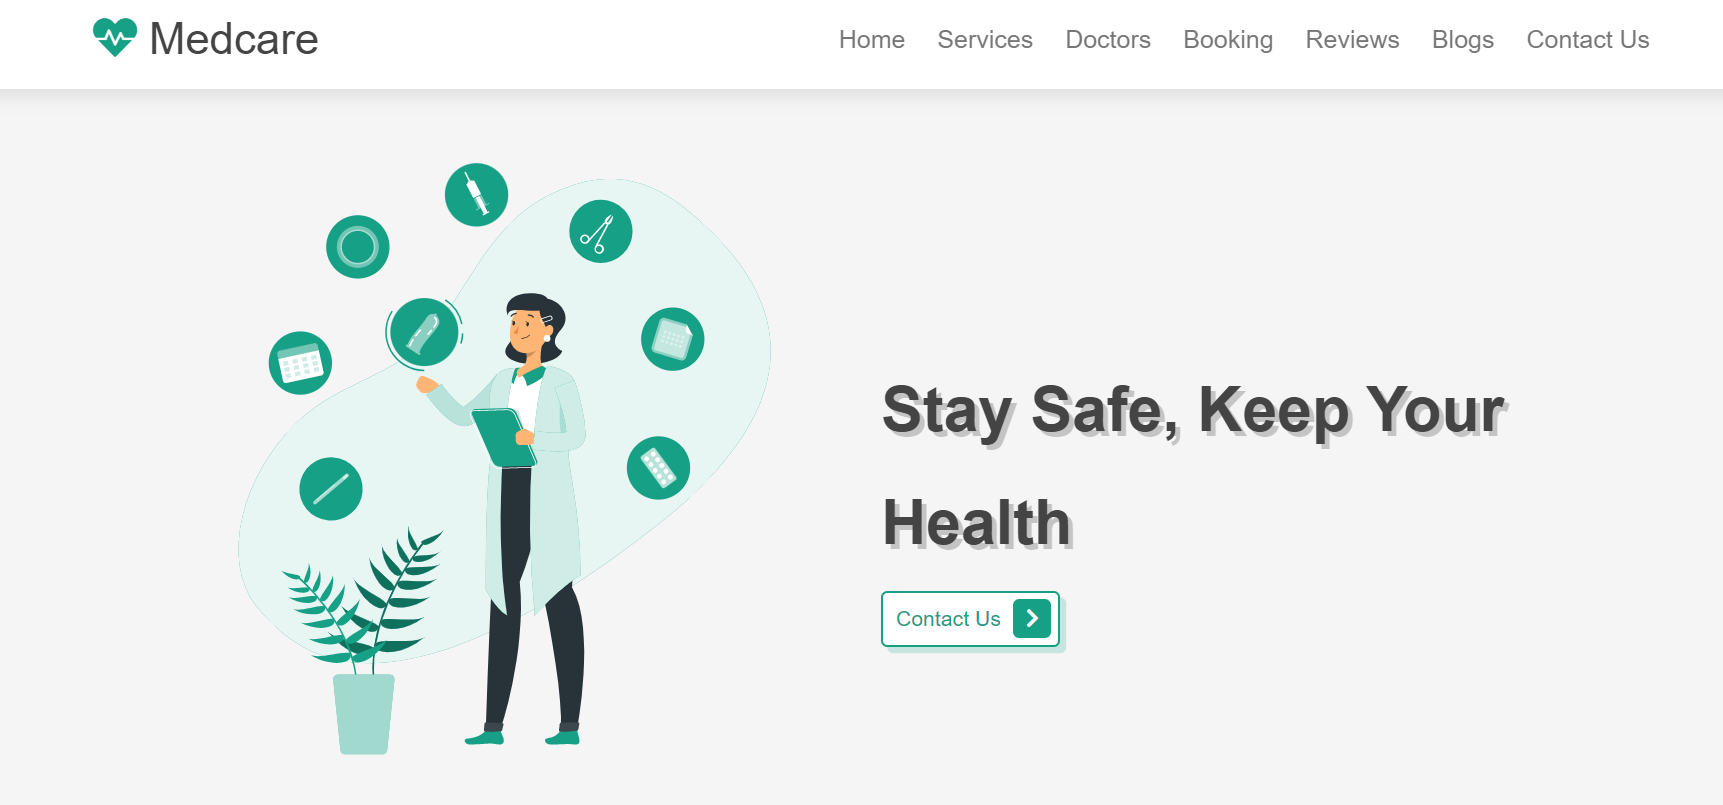 Medcare
Home Services Doctors Booking Reviews Blogs Contact Us
Stay Safe, Keep Your
Health
Contact Us